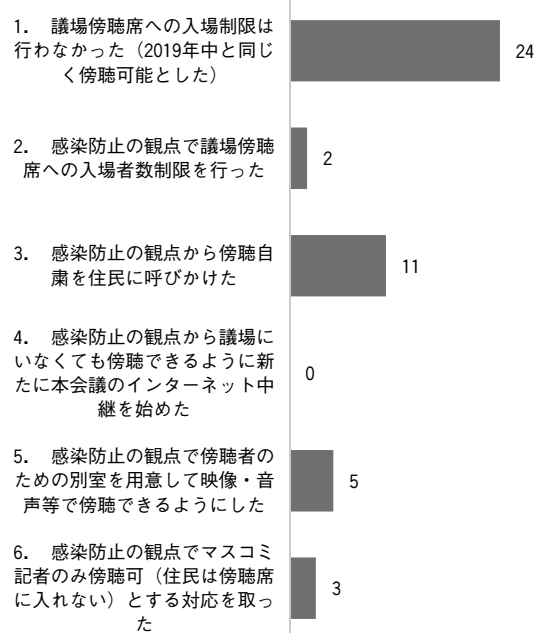 1.　議場傍聴席への入場制限は
行わなかった（2019年中と同じ
く傍聴可能とした）
24
2.　感染防止の観点で議場傍聴
席への入場者数制限を行った
2
3.　感染防止の観点から傍聴自
粛を住民に呼びかけた
11
4.　感染防止の観点から議場に
いなくても傍聴できるように新
たに本会議のインターネット中
継を始めた
0
5.　感染防止の観点で傍聴者の
ための別室を用意して映像・音
声等で傍聴できるようにした
5
6.　感染防止の観点でマスコミ
記者のみ傍聴可（住民は傍聴席
に入れない）とする対応を取っ
た
3